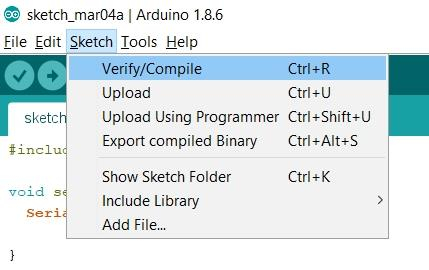 sketch_mar04a | Arduino 1.8.6
File Edit Sketch Tools Help
Verify/Compile Ctrl+R
Upload Ctrl+U
Upload Using Programmer Ctrl+Shift+U
Export compiled Binary Ctrl+Alt+S
Show Sketch Folder Ctrl+K
Include Library
Add File...
sketch
#includ
void se
Seria
}